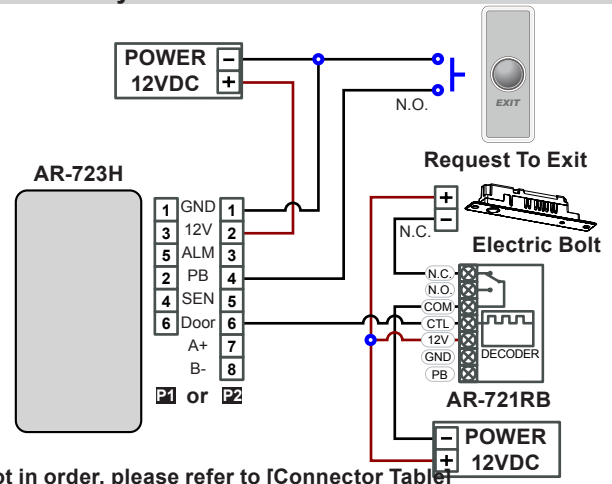 POWER −
12VDC +
N.O.
EXIT
Request To Exit
AR-723H
1 GND 1
3 12V 2
5 ALM 3
2 PB 4
4 SEN 5
6 Door 6
A+ 7
B- 8
P1 or P2
+
−
N.C.
Electric Bolt
N.C.
N.O.
COM
CTL
12V
GND
PB
DECODER
AR-721RB
− POWER
+ 12VDC
ot in order, please refer to [Connector Table]